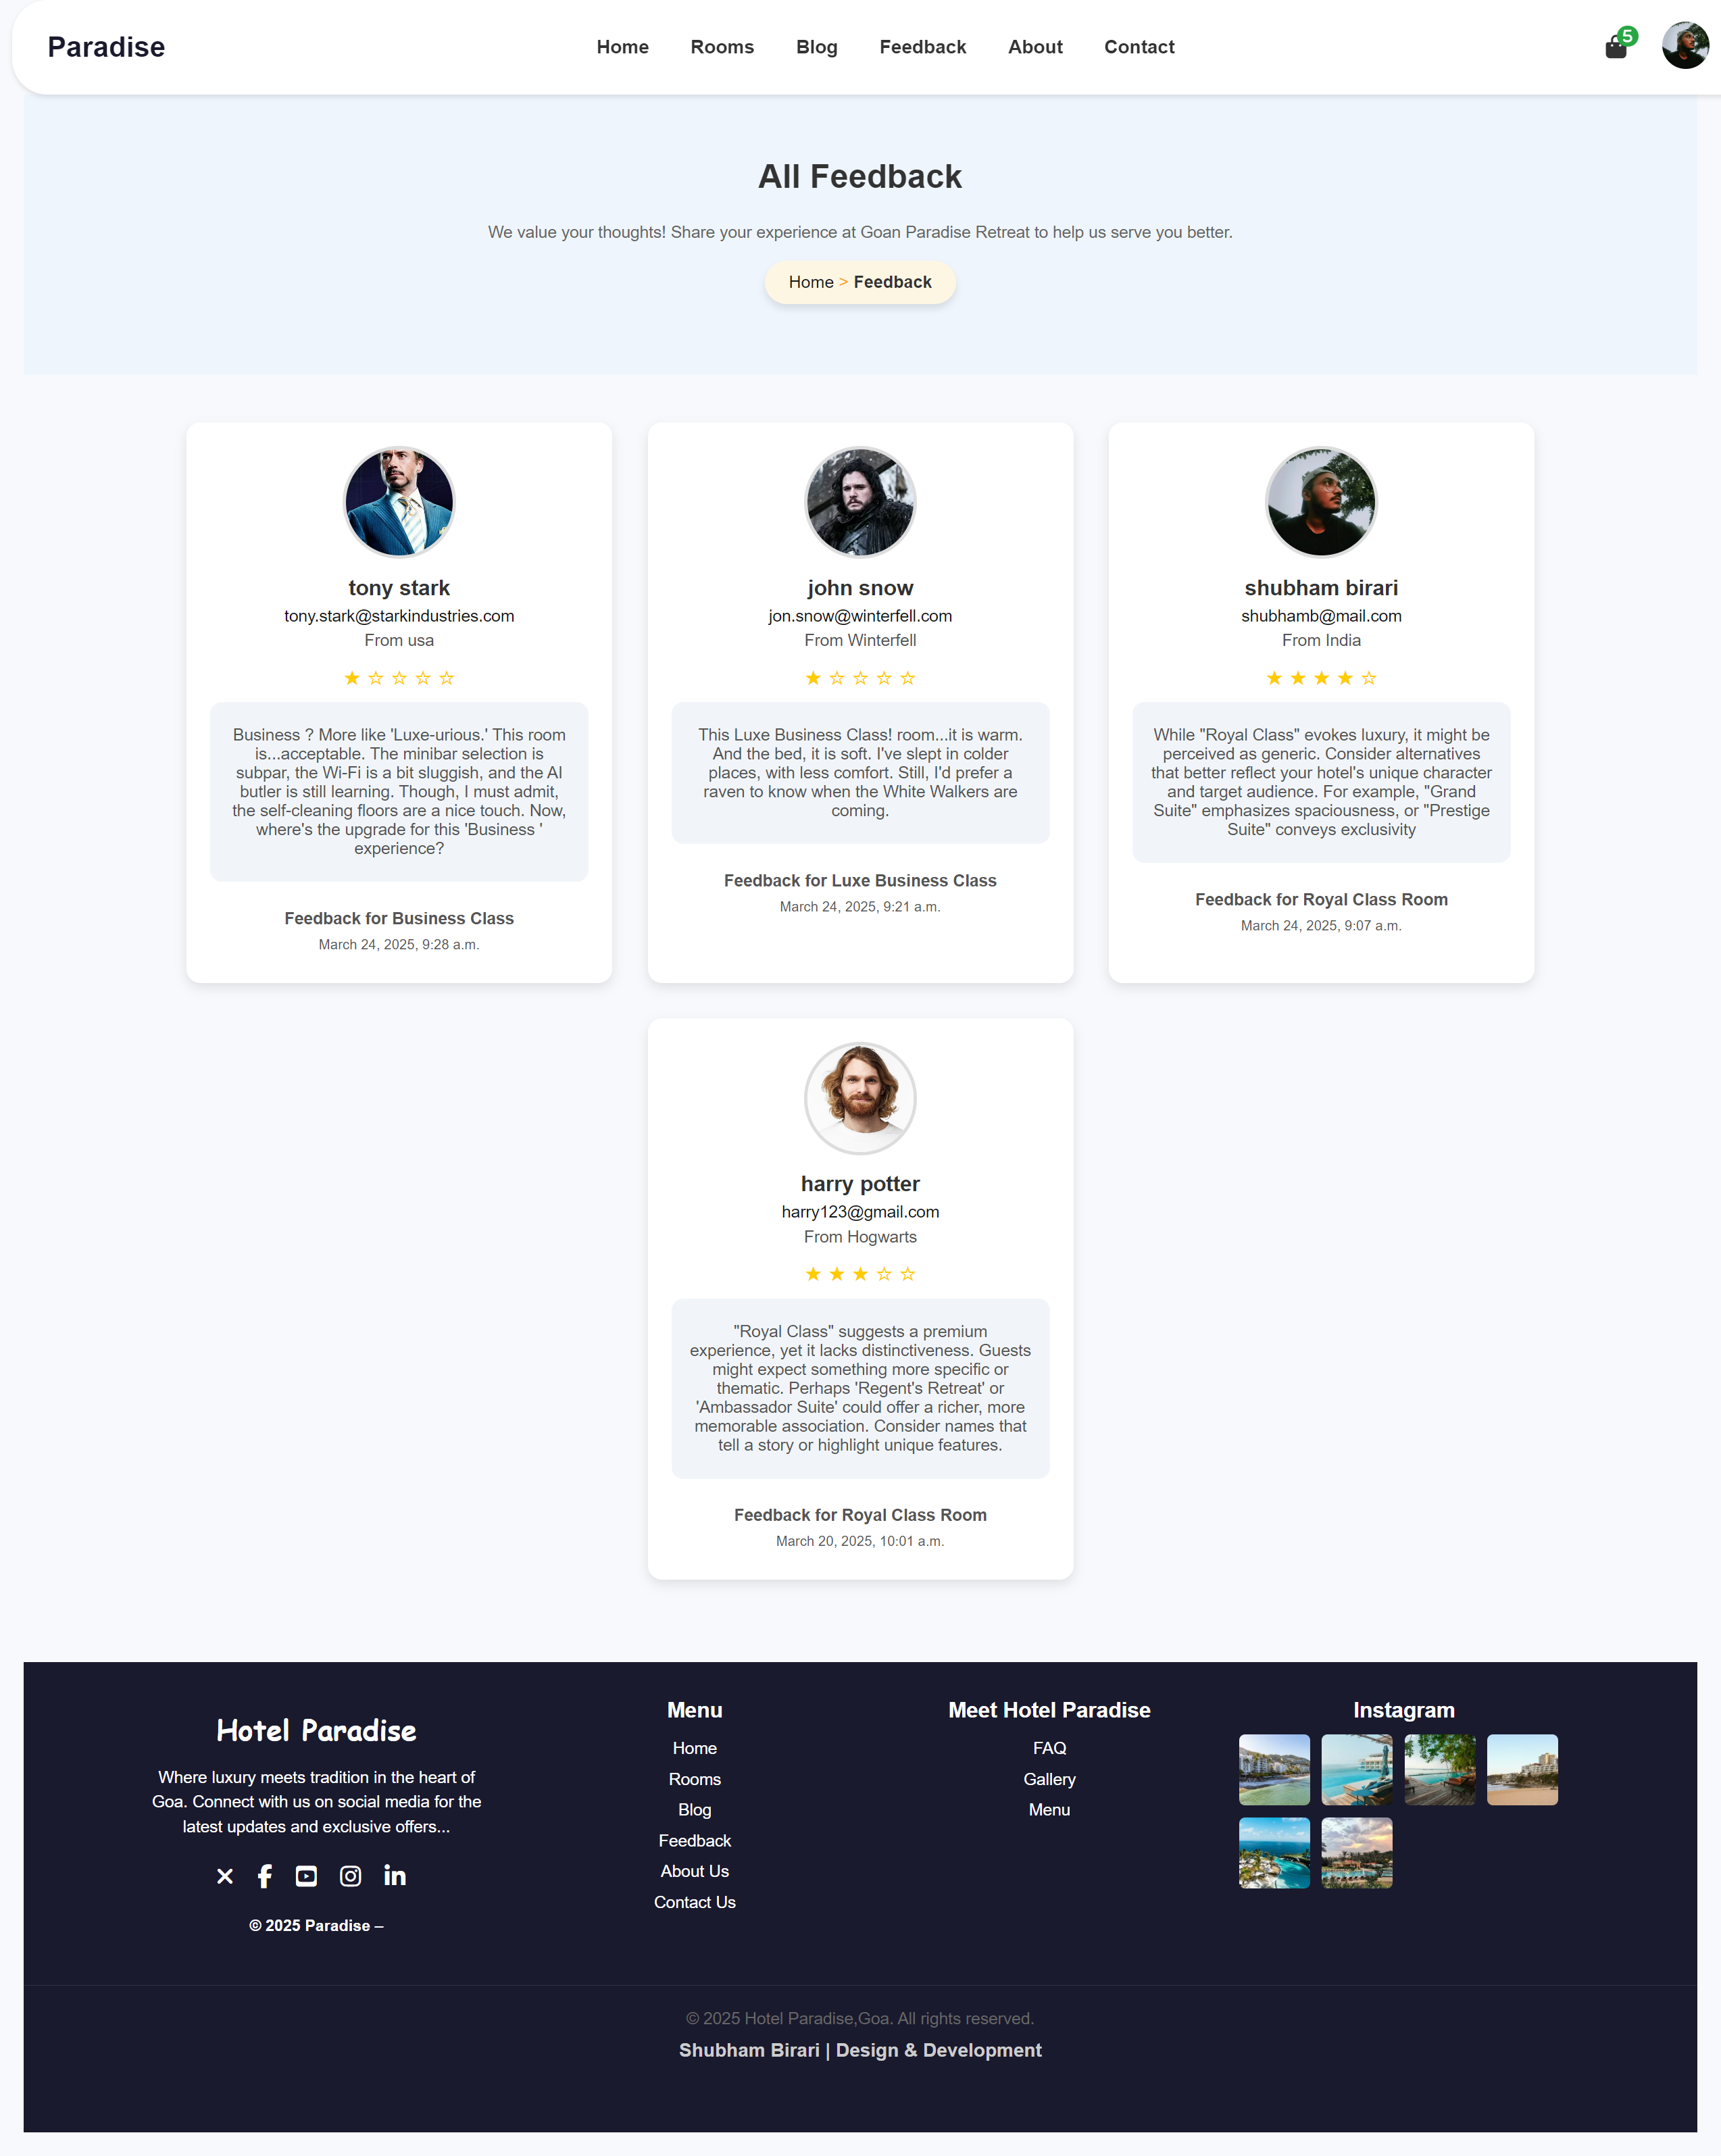 Paradise
Home
Rooms
Blog
Feedback
About
Contact
5
All Feedback
We value your thoughts! Share your experience at Goan Paradise Retreat to help us serve you better.
Home > Feedback
tony stark
tony.stark@starkindustries.com
From usa
Business ? More like 'Luxe-urious.' This room
is...acceptable. The minibar selection is
subpar, the Wi-Fi is a bit sluggish, and the AI
butler is still learning. Though, I must admit,
the self-cleaning floors are a nice touch. Now,
where's the upgrade for this 'Business '
experience?
Feedback for Business Class
March 24, 2025, 9:28 a.m.
john snow
jon.snow@winterfell.com
From Winterfell
This Luxe Business Class! room...it is warm.
And the bed, it is soft. I've slept in colder
places, with less comfort. Still, I'd prefer a
raven to know when the White Walkers are
coming.
Feedback for Luxe Business Class
March 24, 2025, 9:21 a.m.
shubham birari
shubhamb@mail.com
From India
While "Royal Class" evokes luxury, it might be
perceived as generic. Consider alternatives
that better reflect your hotel's unique character
and target audience. For example, "Grand
Suite" emphasizes spaciousness, or "Prestige
Suite" conveys exclusivity
Feedback for Royal Class Room
March 24, 2025, 9:07 a.m.
harry potter
harry123@gmail.com
From Hogwarts
"Royal Class" suggests a premium
experience, yet it lacks distinctiveness. Guests
might expect something more specific or
thematic. Perhaps 'Regent's Retreat' or
'Ambassador Suite' could offer a richer, more
memorable association. Consider names that
tell a story or highlight unique features.
Feedback for Royal Class Room
March 20, 2025, 10:01 a.m.
Hotel Paradise
Where luxury meets tradition in the heart of
Goa. Connect with us on social media for the
latest updates and exclusive offers...
© 2025 Paradise –
Menu
Home
Rooms
Blog
Feedback
About Us
Contact Us
Meet Hotel Paradise
FAQ
Gallery
Menu
Instagram
© 2025 Hotel Paradise,Goa. All rights reserved.
Shubham Birari | Design & Development